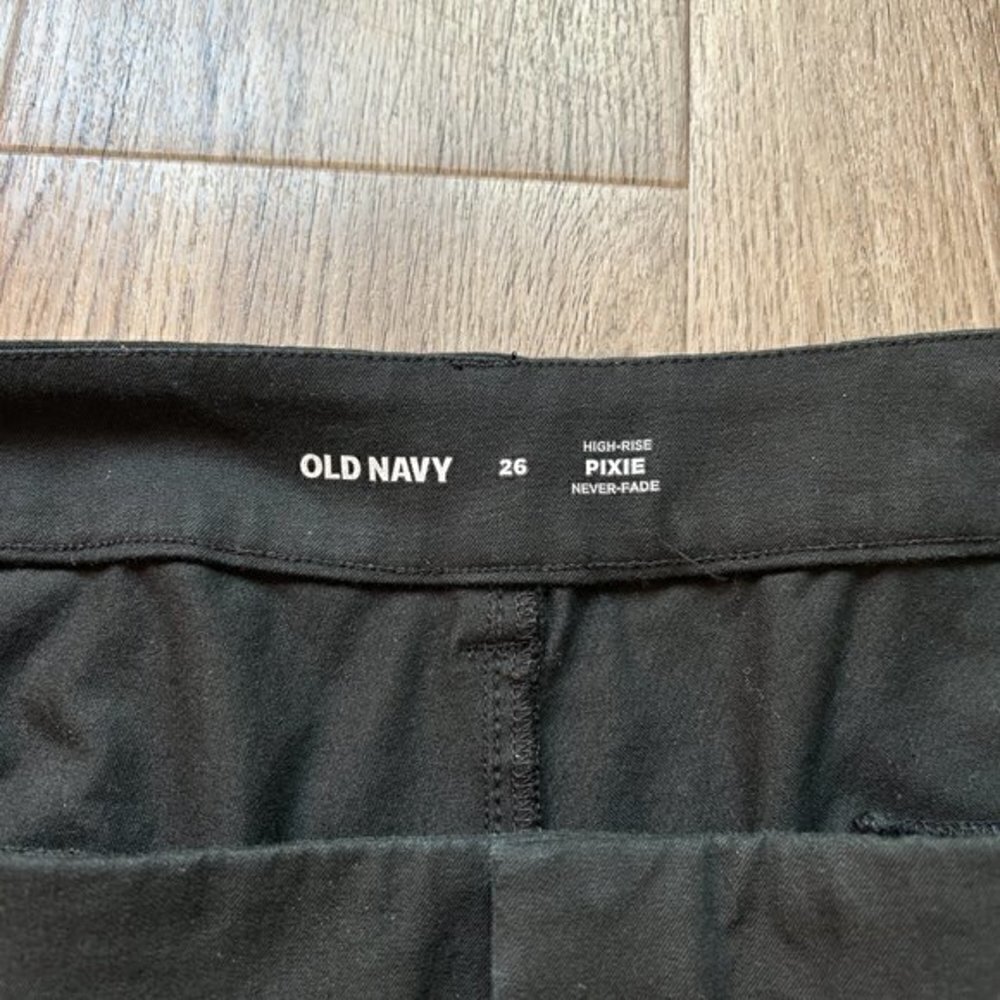 OLD NAVY 26
HIGH-RISE
PIXIE
NEVER-FADE